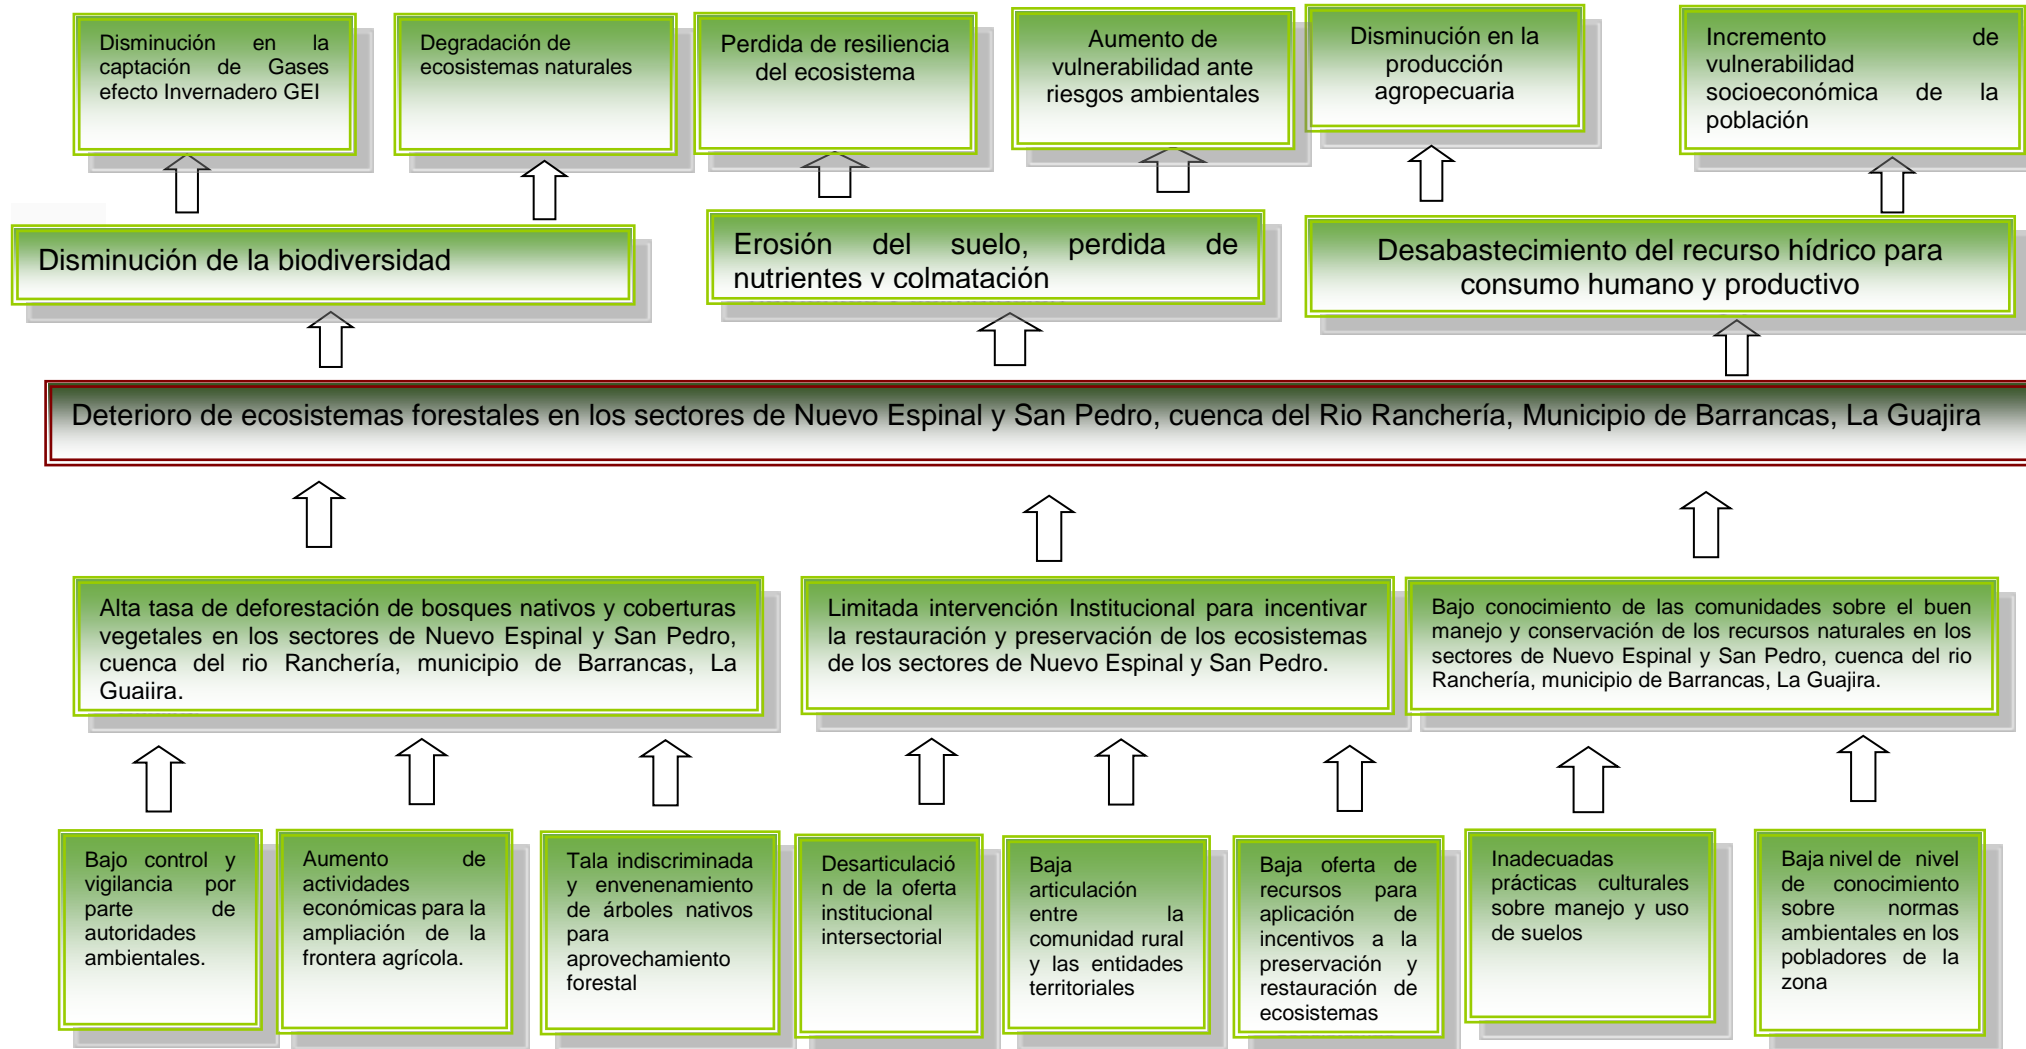 Disminución en la
captación de Gases
efecto Invernadero GEI
Degradación de
ecosistemas naturales
Perdida de resiliencia
del ecosistema
Aumento de
vulnerabilidad ante
riesgos ambientales
Disminución en la
producción
agropecuaria
Incremento de
vulnerabilidad
socioeconómica de la
población
Disminución de la biodiversidad
Erosión del suelo, perdida de
nutrientes y colmatación
Desabastecimiento del recurso hídrico para
consumo humano y productivo
Deterioro de ecosistemas forestales en los sectores de Nuevo Espinal y San Pedro, cuenca del Rio Ranchería, Municipio de Barrancas, La Guajira
Alta tasa de deforestación de bosques nativos y coberturas
vegetales en los sectores de Nuevo Espinal y San Pedro,
cuenca del rio Ranchería, municipio de Barrancas, La
Guajira.
Limitada intervención Institucional para incentivar
la restauración y preservación de los ecosistemas
de los sectores de Nuevo Espinal y San Pedro.
Bajo conocimiento de las comunidades sobre el buen
manejo y conservación de los recursos naturales en los
sectores de Nuevo Espinal y San Pedro, cuenca del rio
Ranchería, municipio de Barrancas, La Guajira.
Bajo control y
vigilancia por
parte de
autoridades
ambientales.
Aumento de
actividades
económicas para la
ampliación de la
frontera agrícola.
Tala indiscriminada
y envenenamiento
de árboles nativos
para
aprovechamiento
forestal
Desarticulació
n de la oferta
institucional
intersectorial
Baja
articulación
entre la
comunidad rural
y las entidades
territoriales
Baja oferta de
recursos para
aplicación de
incentivos a la
preservación y
restauración de
ecosistemas
Inadecuadas
prácticas culturales
sobre manejo y uso
de suelos
Baja nivel de nivel
de conocimiento
sobre normas
ambientales en los
pobladores de la
zona